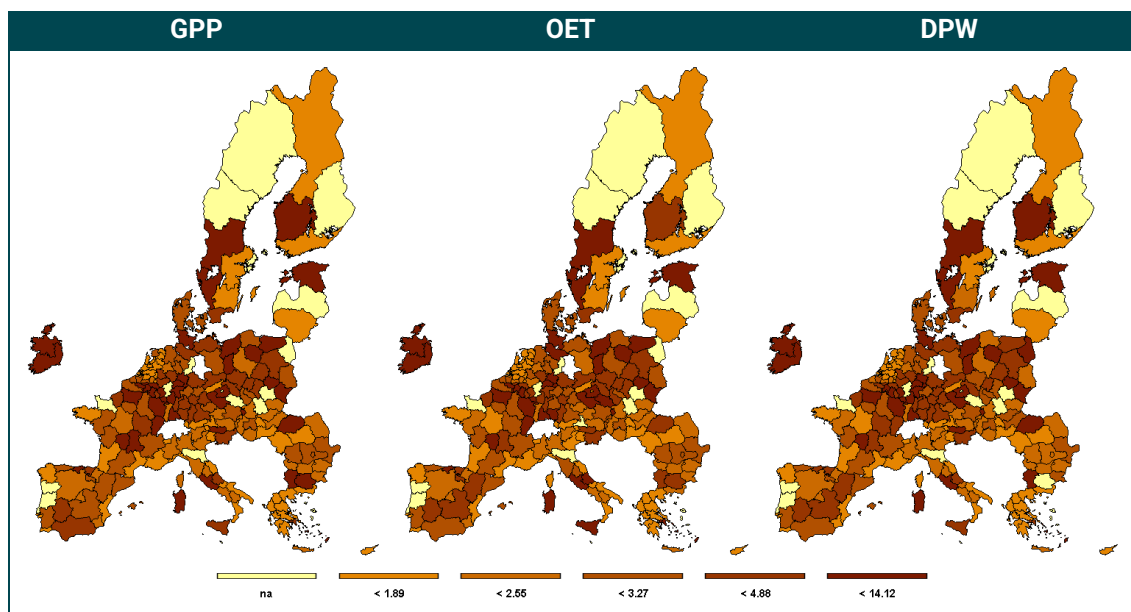 GPP OET DPW
na < 1.89 < 2.55 < 3.27 < 4.88 < 14.12